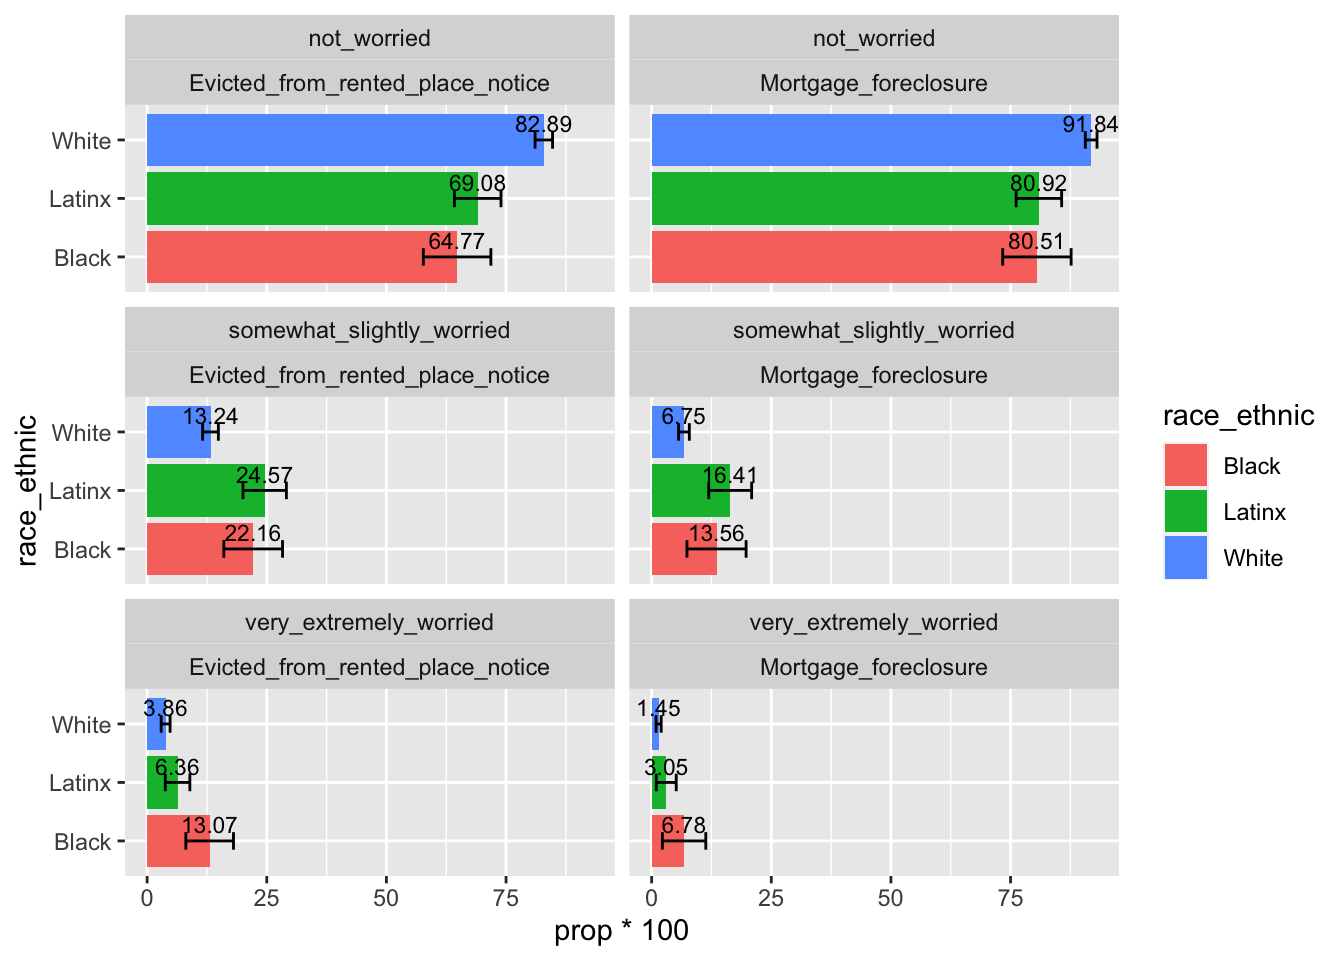 not_worried
not_worried
Evicted_from_rented_place_notice
Mortgage_foreclosure
White
82.89
91.84
Latinx
69.08
80.92
Black
64.77
80.51
somewhat_slightly_worried
somewhat_slightly_worried
Evicted_from_rented_place_notice
Mortgage_foreclosure
White
13.24
6.75
Latinx
24.57
16.41
Black
22.16
13.56
very_extremely_worried
very_extremely_worried
Evicted_from_rented_place_notice
Mortgage_foreclosure
White
3.86
1.45
Latinx
6.36
3.05
Black
13.07
6.78
0 25 50 75
0 25 50 75
prop * 100
race_ethnic
race_ethnic
Black
Latinx
White